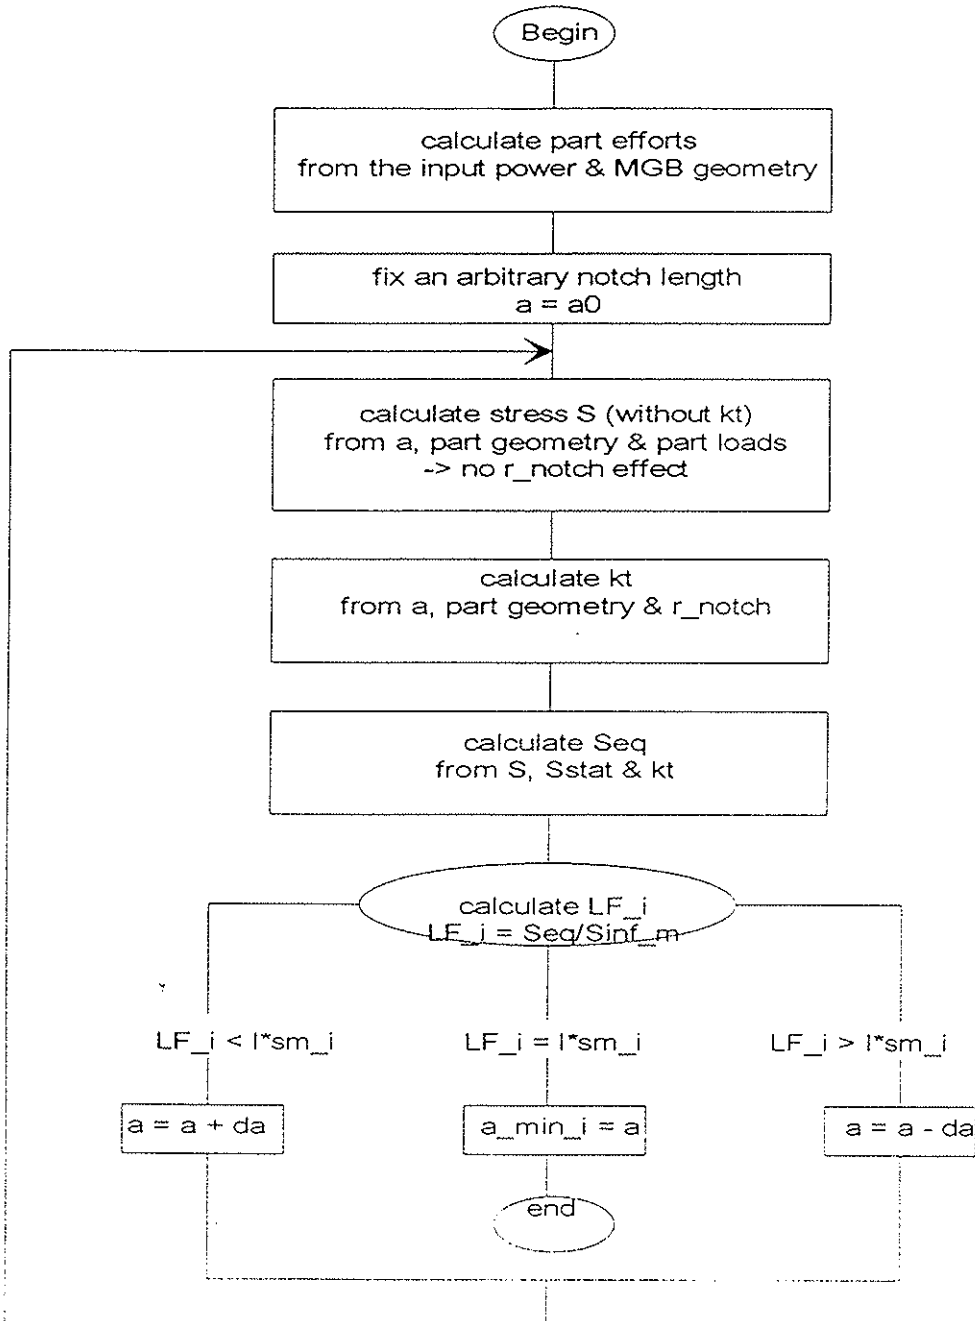 Begin
calculate part efforts
from the input power & MGB geometry
fix an arbitrary notch length
a = a0
calculate stress S (without kt)
from a, part geometry & part loads
-> no r_notch effect
calculate kt
from a, part geometry & r_notch
calculate Seq
from S, Sstat & kt
calculate LF_i
LF_i = Seq/Sinf_m
LF_i < l*sm_i
LF_i = l*sm_i
LF_i > l*sm_i
a = a + da
a_min_i = a
a = a - da
end